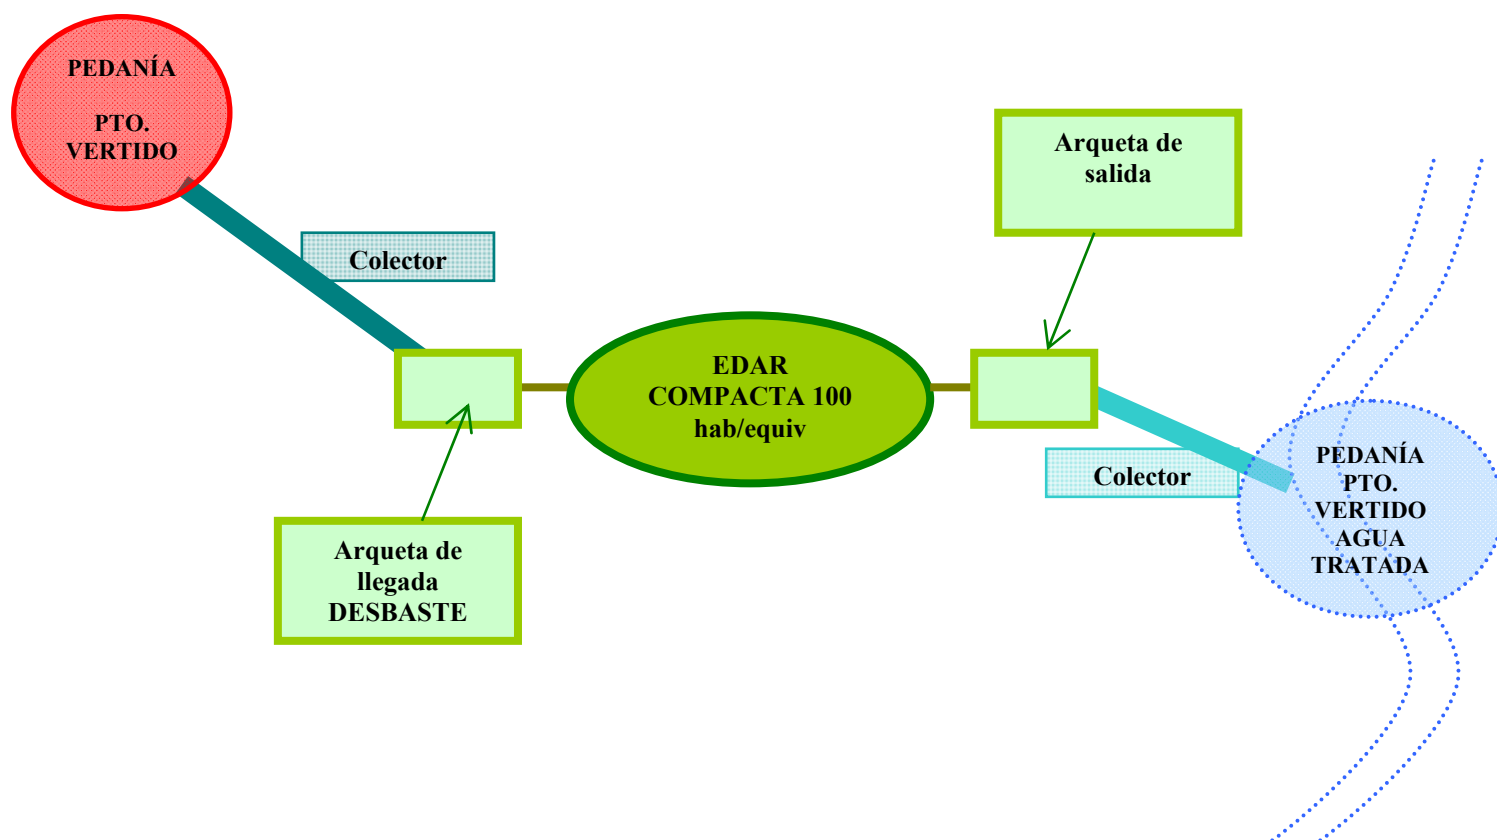 PEDANÍA
PTO.
VERTIDO
Colector
Arqueta de
llegada
DESBASTE
EDAR
COMPACTA 100
hab/equiv
Arqueta de
salida
Colector
PEDANÍA
PTO.
VERTIDO
AGUA
TRATADA